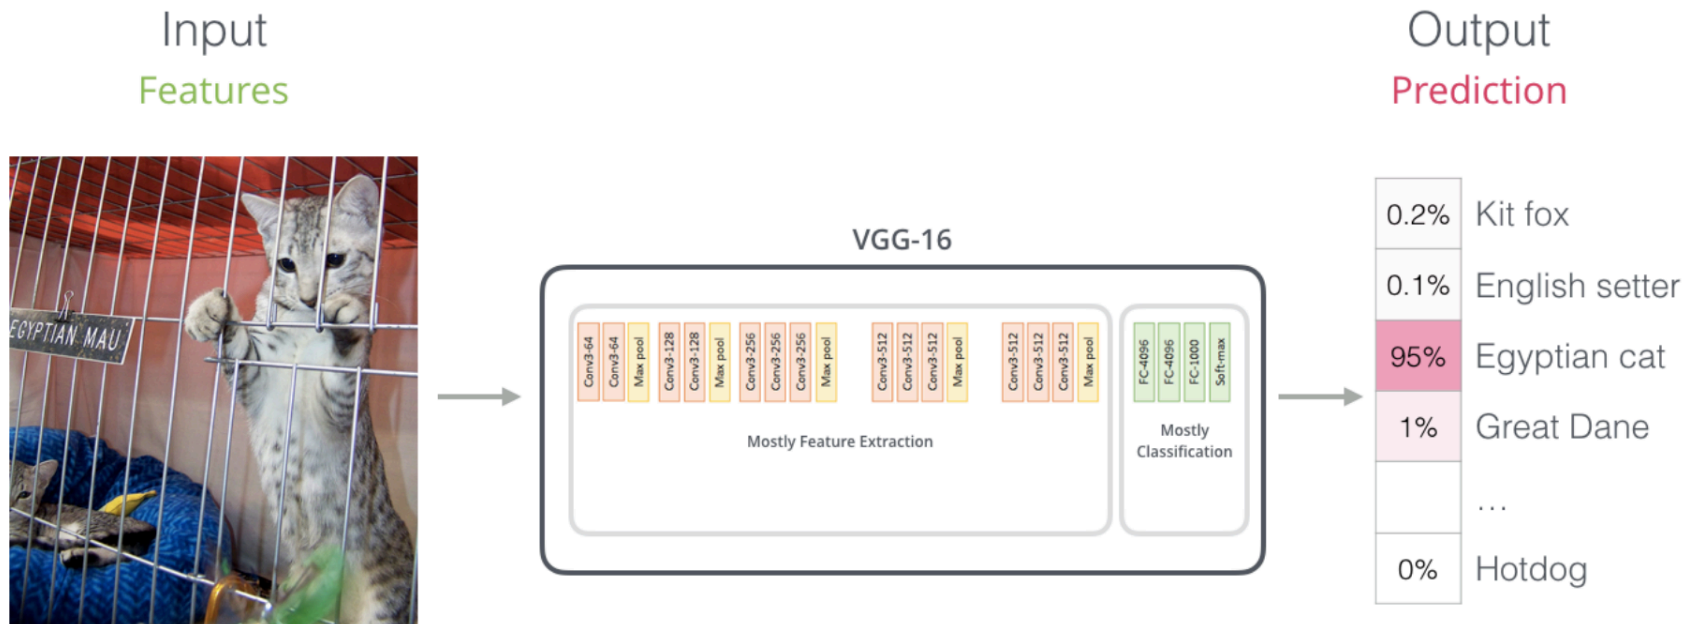 Input
Features
Output
Prediction
EGYPTIAN MAU
VGG-16
Conv3-64
Conv3-64
Max pool
Conv3-128
Conv3-128
Max pool
Conv3-256
Conv3-256
Conv3-256
Max pool
Conv3-512
Conv3-512
Conv3-512
Max pool
Conv3-512
Conv3-512
Conv3-512
Max pool
Mostly Feature Extraction
FC-4096
FC-4096
FC-1000
Soft-max
Mostly
Classification
0.2% Kit fox
0.1% English setter
95% Egyptian cat
1% Great Dane
...
0% Hotdog